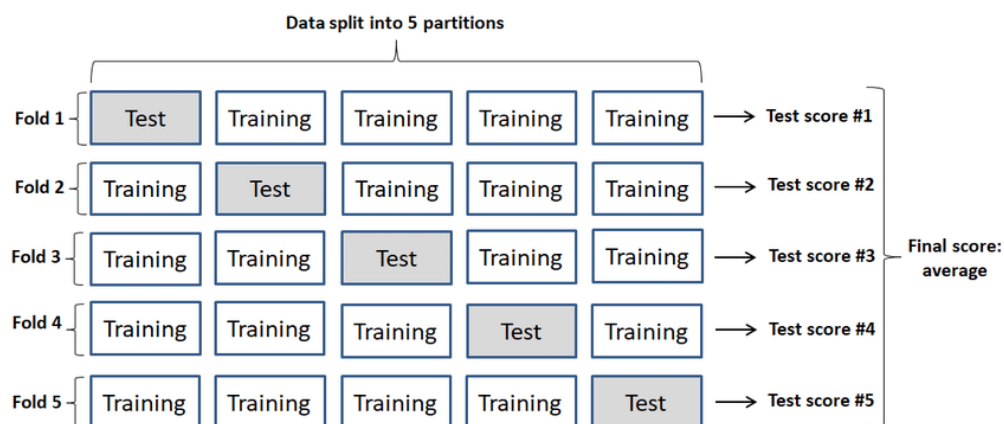 Data split into 5 partitions
Fold 1 Test Training Training Training Training Test score #1
Fold 2 Training Test Training Training Training Test score #2
Fold 3 Training Training Test Training Training Test score #3
Final score:
average
Fold 4 Training Training Training Test Training Test score #4
Fold 5 Training Training Training Training Test Test score #5